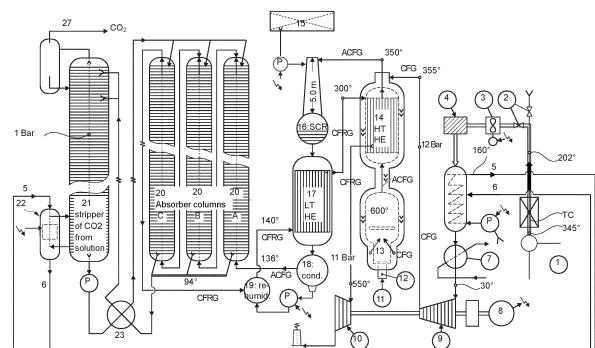 27
CO₂
1 Bar
5
22
21
stripper
of CO2
from
solution
P
6
23
20
20
20
Absorber columns
C
B
A
94°
CFRG
15
P
5.0 m
ACFG
350°
16:SCR
CFRG
300°
17
LT
HE
CFRG
140°
CFRG
136°
ACFG
18:
cond.
19: re
humid.
P
11 Bar
550°
10
14
HT
HE
355°
CFRG
ACFG
600°
13
CFG
12
11
12Bar
CFG
4
3
2
160°
5
6
202°
TC
345°
1
P
7
30°
8
9